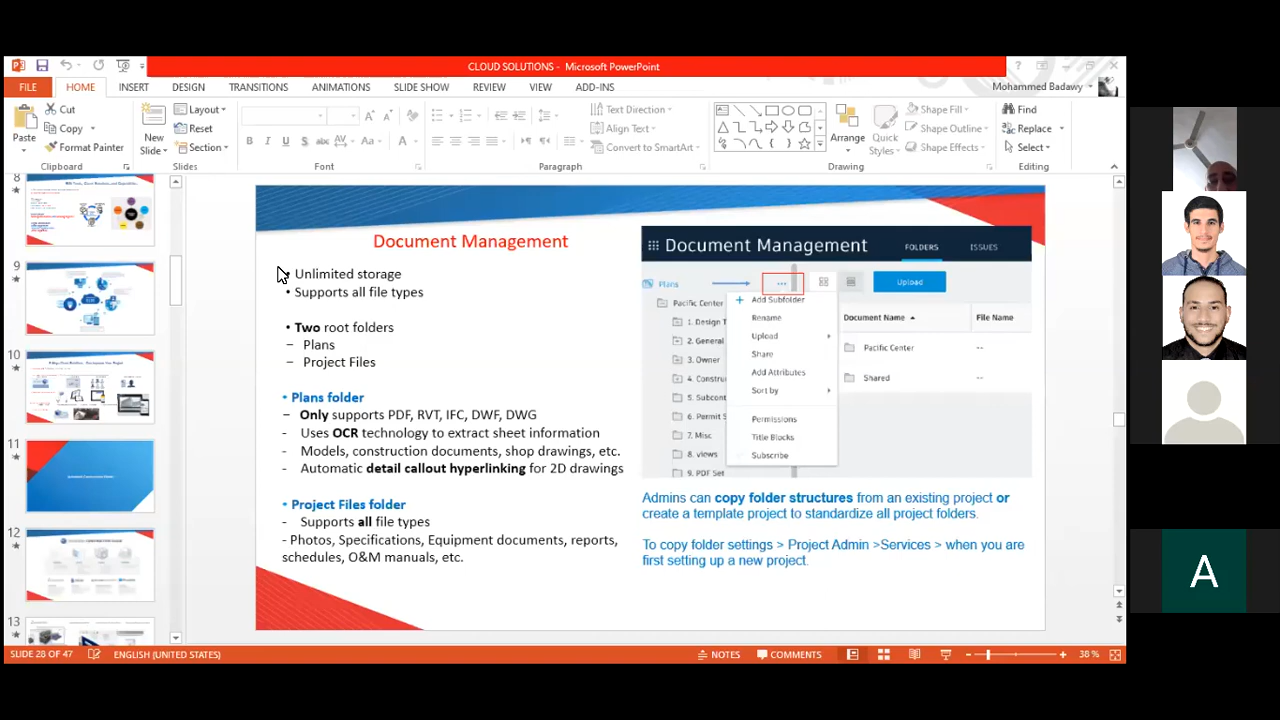 CLOUD SOLUTIONS - Microsoft PowerPoint
?
FILE
HOME
INSERT
DESIGN
TRANSITIONS
ANIMATIONS
SLIDE SHOW
REVIEW
VIEW
ADD-INS
Mohammed Badawy
Paste
Cut
Copy
Format Painter
Clipboard
New
Slide
Layout
Reset
Section
Slides
B I U S abc AV Aa A
Font
Text Direction
Align Text
Convert to SmartArt
Paragraph
Arrange
Quick
Styles
Shape Fill
Shape Outline
Shape Effects
Drawing
Find
Replace
Select
Editing
8
9
10
11
12
13
Document Management
• Unlimited storage
• Supports all file types
• Two root folders
– Plans
– Project Files
• Plans folder
– Only supports PDF, RVT, IFC, DWF, DWG
- Uses OCR technology to extract sheet information
- Models, construction documents, shop drawings, etc.
- Automatic detail callout hyperlinking for 2D drawings
• Project Files folder
- Supports all file types
- Photos, Specifications, Equipment documents, reports,
schedules, O&M manuals, etc.
Document Management
FOLDERS
ISSUES
Plans
...
Upload
Pacific Center
1. Design T
2. General
3. Owner
4. Constru
5. Subcont
6. Permit S
7. Misc
8. views
9. PDF Set
+ Add Subfolder
Rename
Upload
Share
Add Attributes
Sort by
Permissions
Title Blocks
Subscribe
Document Name
File Name
Pacific Center
--
Shared
--
Admins can copy folder structures from an existing project or
create a template project to standardize all project folders.
To copy folder settings > Project Admin >Services > when you are
first setting up a new project.
SLIDE 28 OF 47
ENGLISH (UNITED STATES)
NOTES
COMMENTS
38 %
A